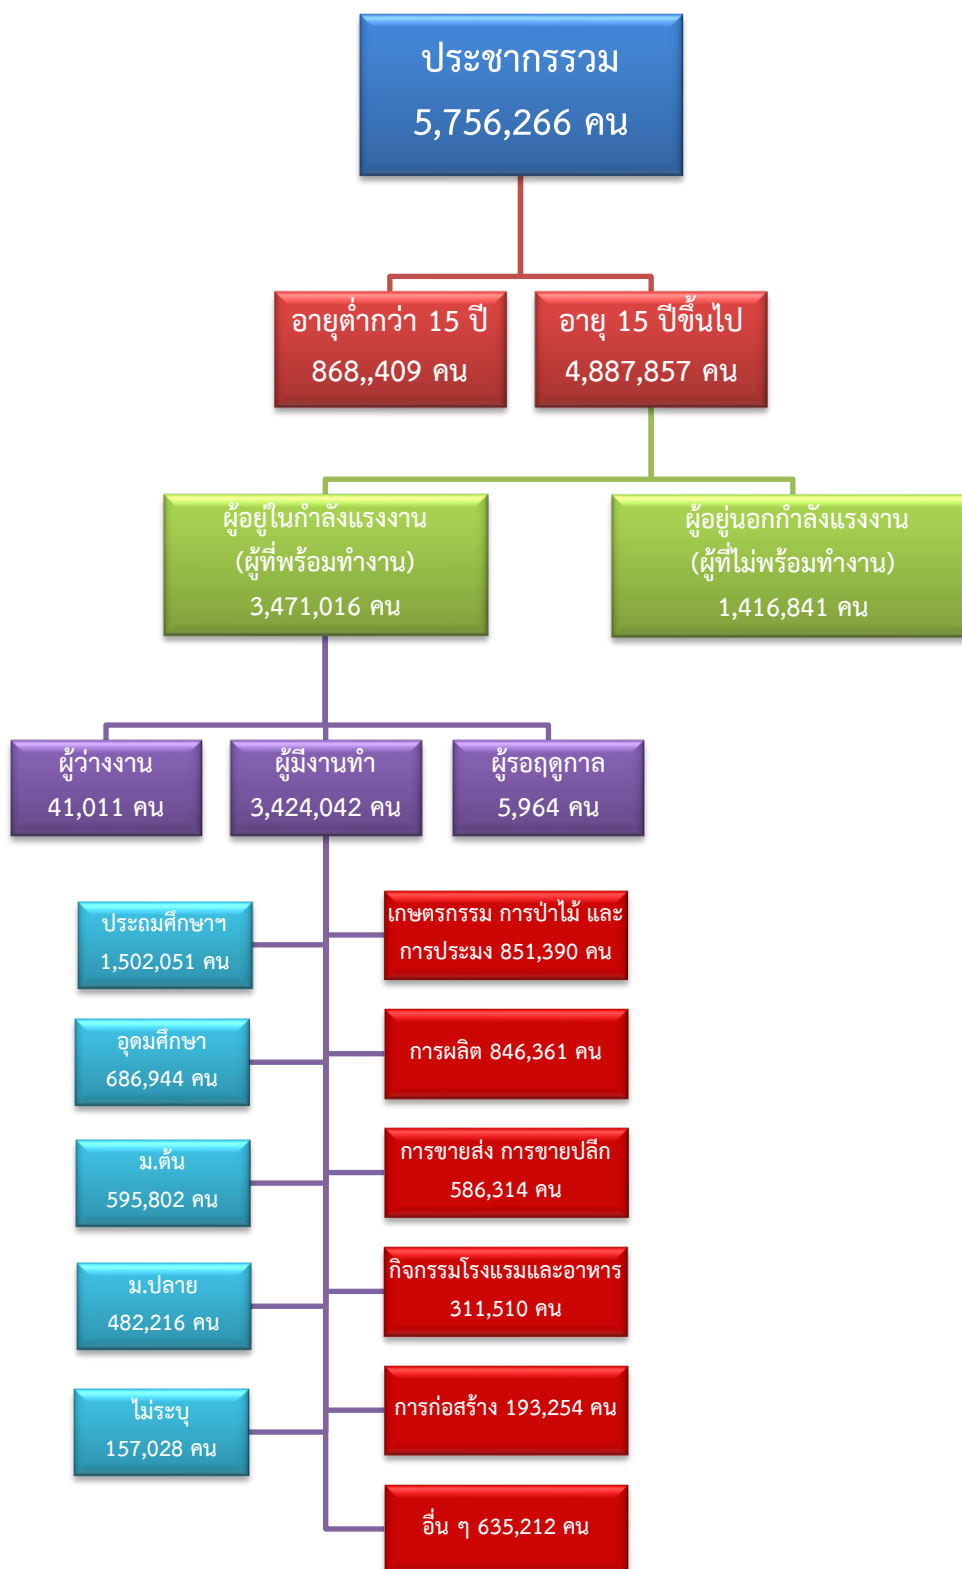 ประชากรรวม
5,756,266 คน
อายุต่ำกว่า 15 ปี
868,,409 คน
อายุ 15 ปีขึ้นไป
4,887,857 คน
ผู้อยู่ในกำลังแรงงาน
(ผู้ที่พร้อมทำงาน)
3,471,016 คน
ผู้อยู่นอกกำลังแรงงาน
(ผู้ที่ไม่พร้อมทำงาน)
1,416,841 คน
ผู้ว่างงาน
41,011 คน
ผู้มีงานทำ
3,424,042 คน
ผู้รอฤดูกาล
5,964 คน
ประถมศึกษาฯ
1,502,051 คน
อุดมศึกษา
686,944 คน
ม.ต้น
595,802 คน
ม.ปลาย
482,216 คน
ไม่ระบุ
157,028 คน
เกษตรกรรม การป่าไม้ และ
การประมง 851,390 คน
การผลิต 846,361 คน
การขายส่ง การขายปลีก
586,314 คน
กิจกรรมโรงแรมและอาหาร
311,510 คน
การก่อสร้าง 193,254 คน
อื่น ๆ 635,212 คน